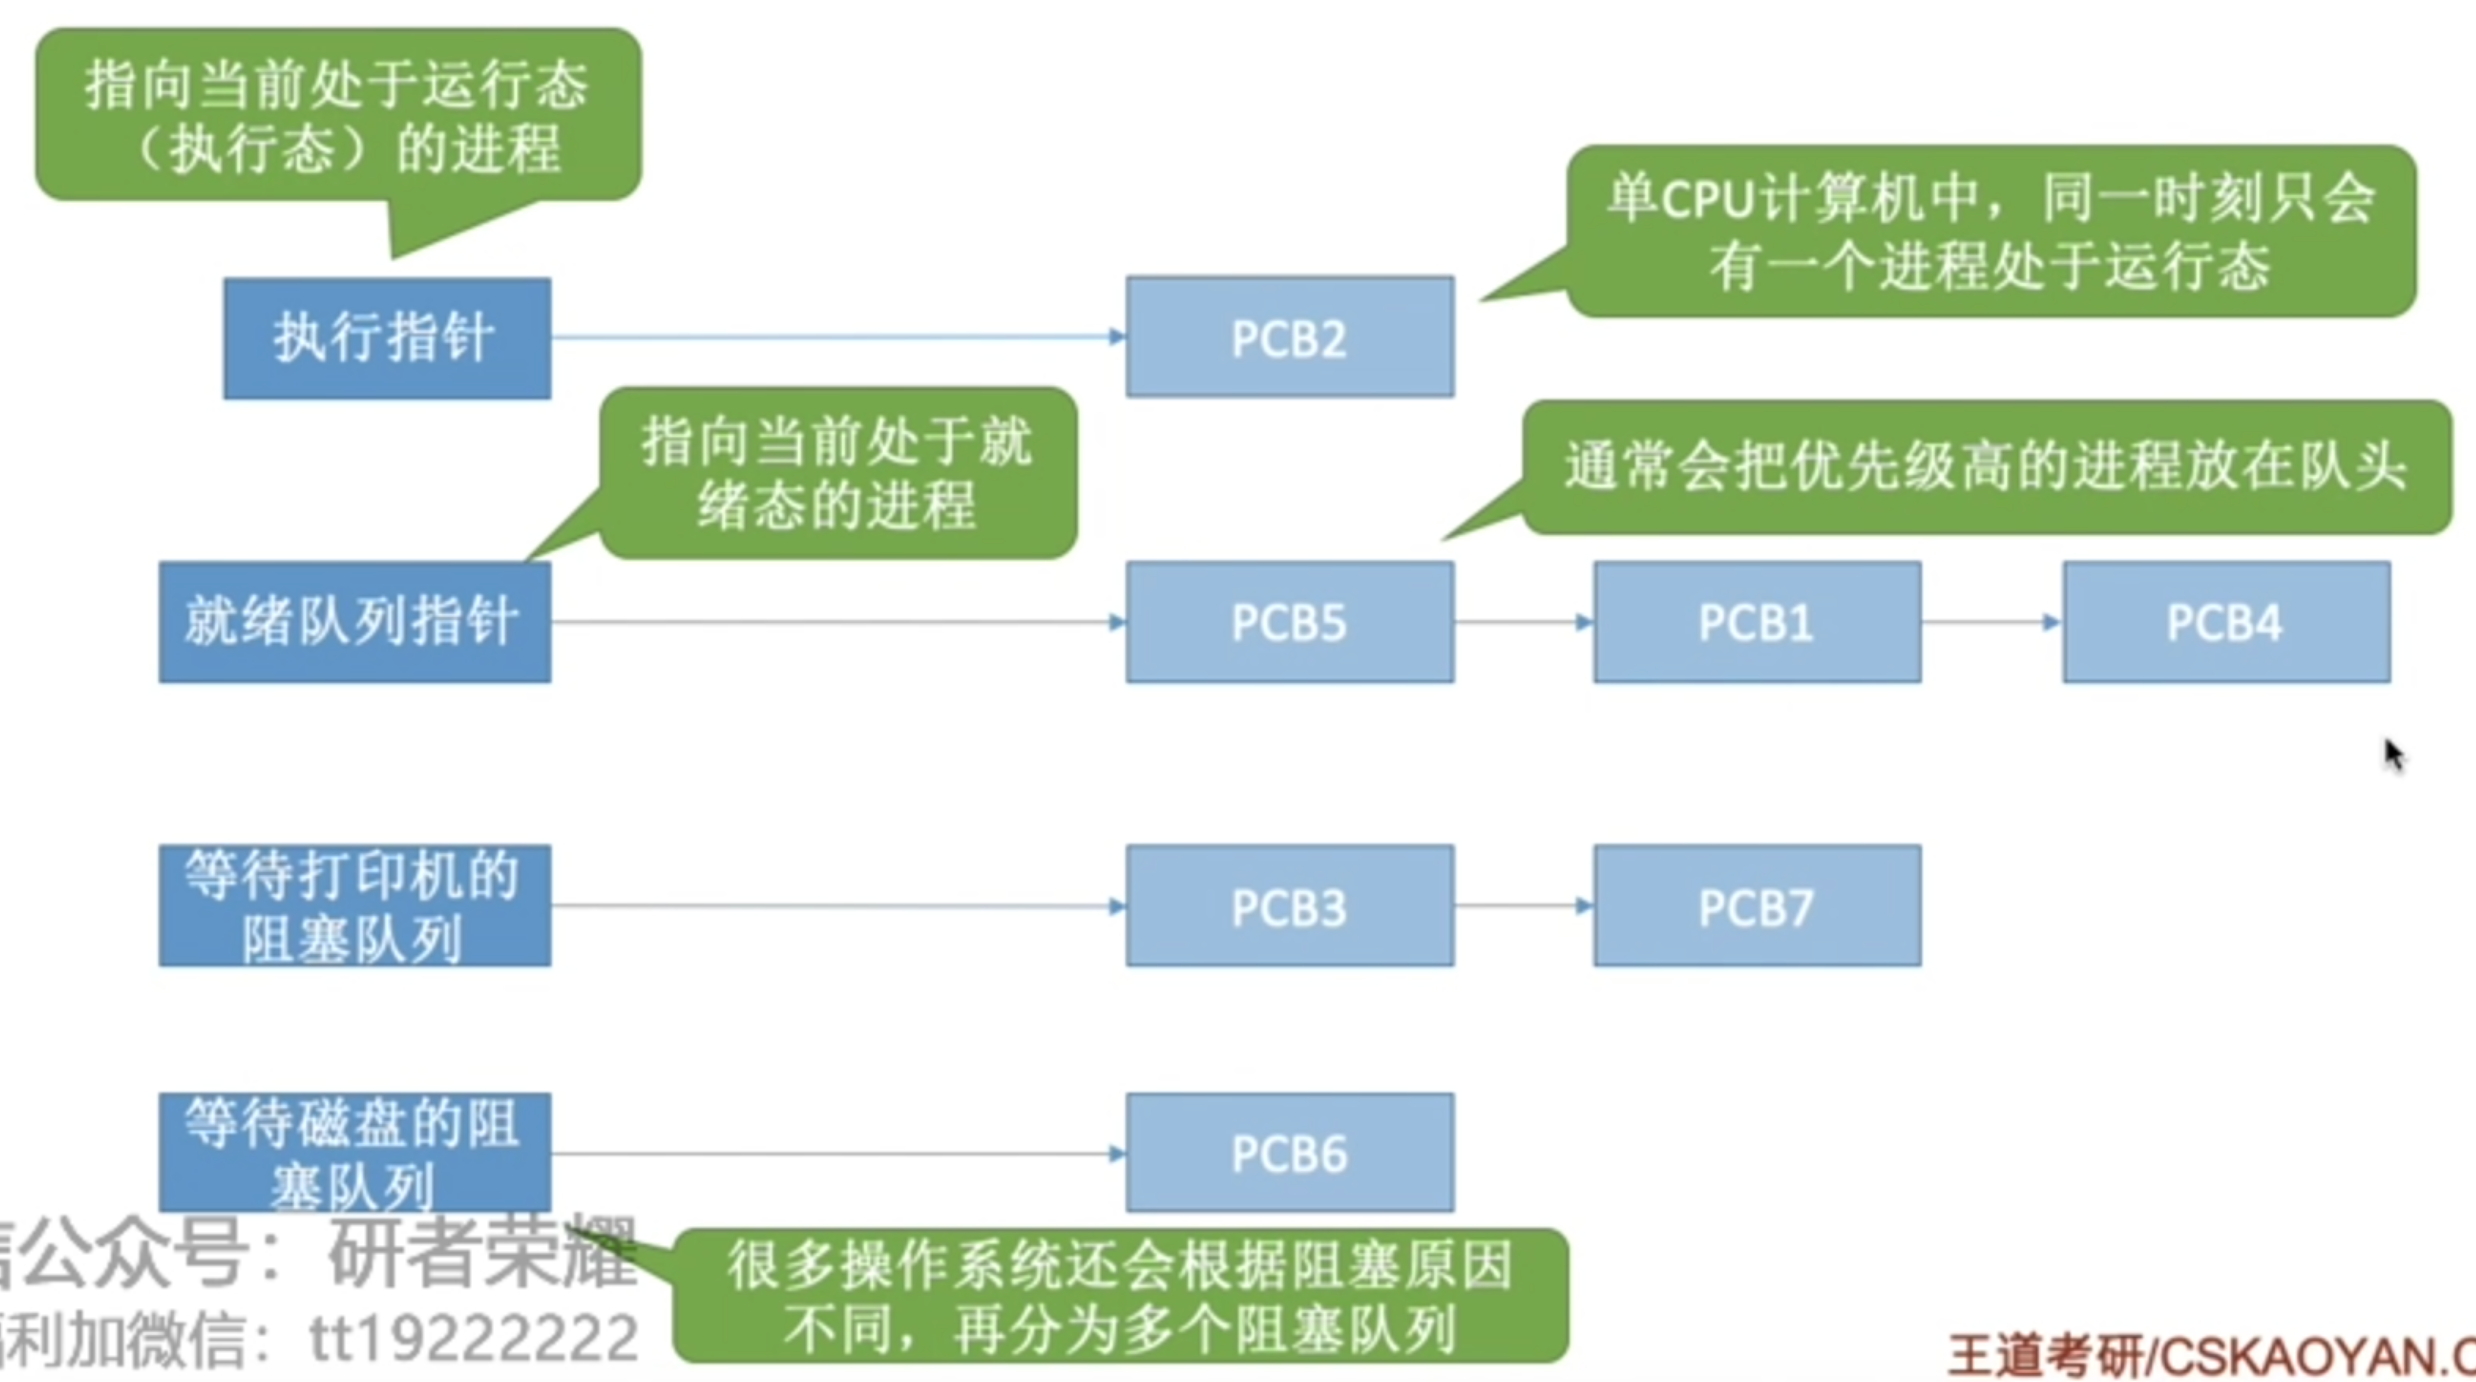 指向当前处于运行态
（执行态）的进程
单CPU计算机中，同一时刻只会
有一个进程处于运行态
执行指针
PCB2
指向当前处于就
绪态的进程
通常会把优先级高的进程放在队头
就绪队列指针
PCB5
PCB1
PCB4
等待打印机的
阻塞队列
PCB3
PCB7
等待磁盘的阻
塞队列
PCB6
信公众号：研者荣耀
福利加微信：tt19222222
很多操作系统还会根据阻塞原因
不同，再分为多个阻塞队列
王道考研/CSKAOYAN.C